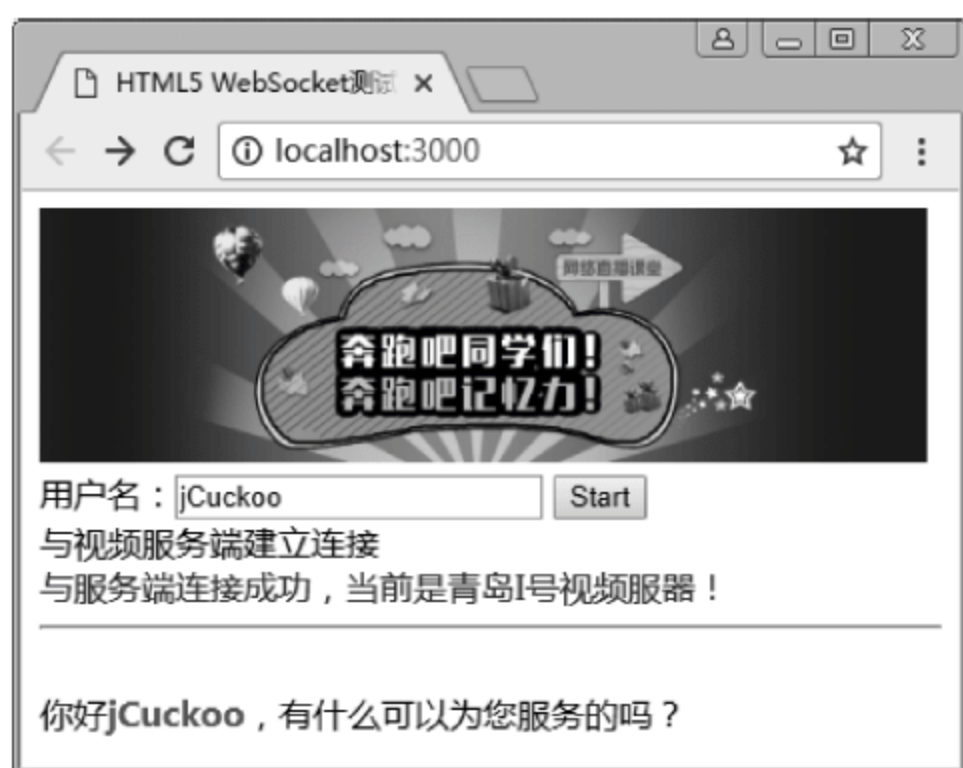 HTML5 WebSocket测试
localhost:3000
网络直播课堂
奔跑吧同学们!
奔跑吧记忆力!
用户名：jCuckoo Start
与视频服务端建立连接
与服务端连接成功，当前是青岛I号视频服器！
你好jCuckoo，有什么可以为您服务的吗？